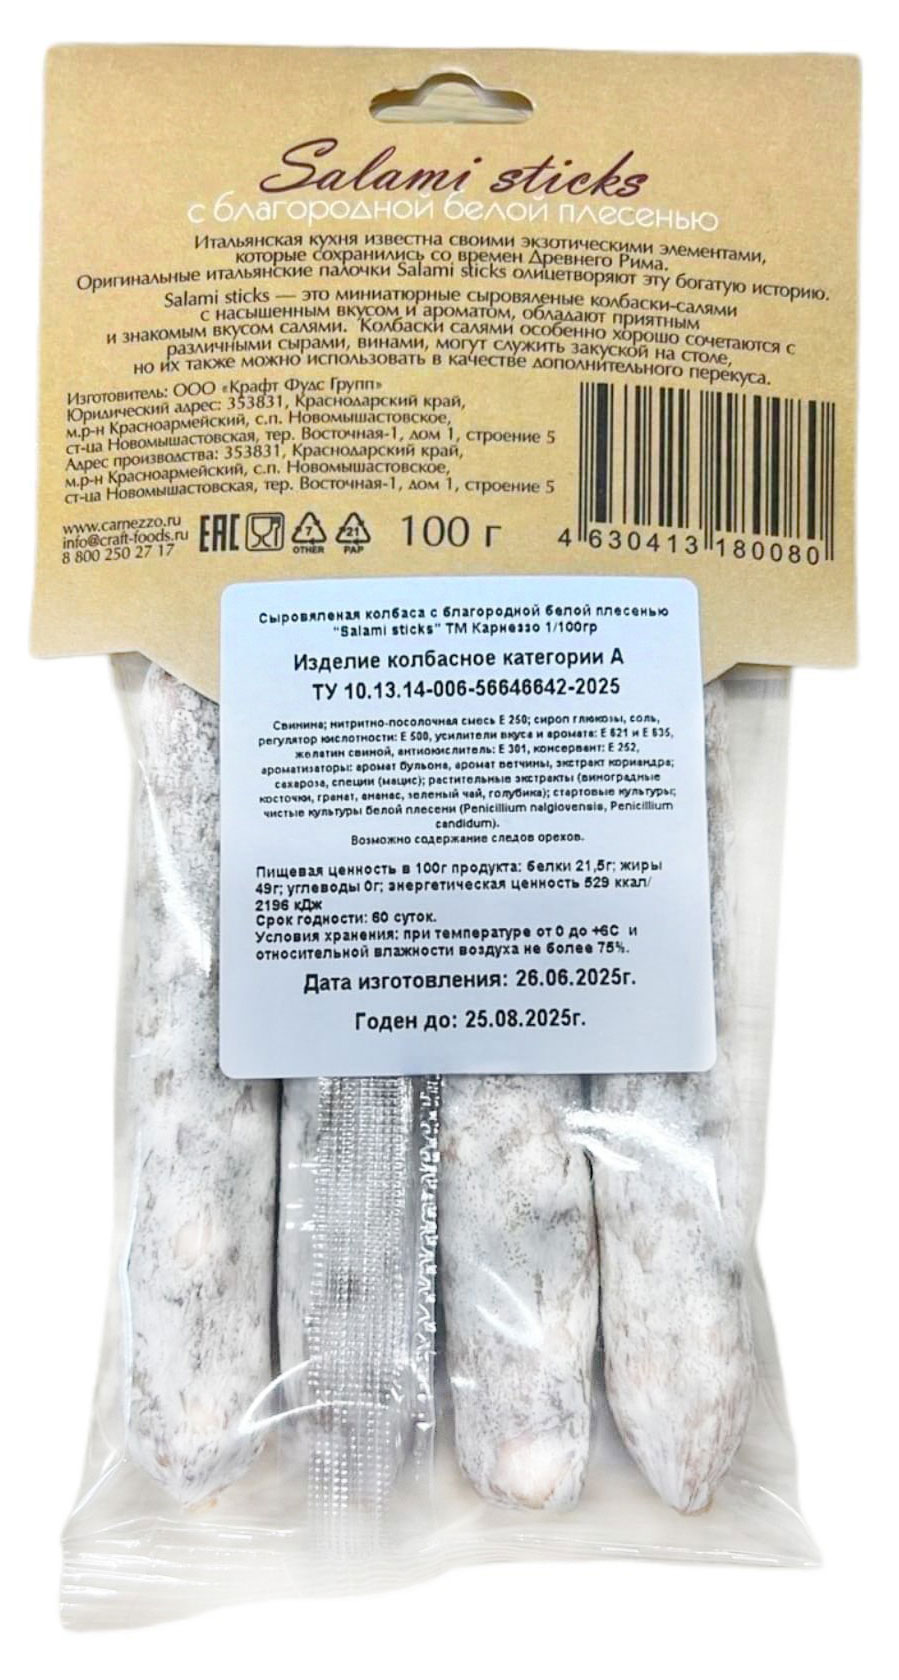 Salami sticks
с благородной белой плесенью
Итальянская кухня известна своими экзотическими элементами,
которые сохранились со времен Древнего Рима.
Оригинальные итальянские палочки Salami sticks олицетворяют эту богатую историю.
Salami sticks — это миниатюрные сыровяленые колбаски-салями
с насышенным вкусом и ароматом, обладают приятным
и знакомым вкусом салями. Колбаски салями особенно хорошо сочетаются с
различными сырами, винами, могут служить закуской на столе,
но их также можно использовать в качестве дополнительного перекуса.
Изготовитель: ООО «Крафт Фудс Групп»
Юридический адрес: 353831, Краснодарский край,
м.р-н Красноармейский, с.п. Новомышастовское,
ст-ца Новомышастовская, тер. Восточная-1, дом 1, строение 5
Адрес производства: 353831, Краснодарский край,
м.р-н Красноармейский, с.п. Новомышастовское,
ст-ца Новомышастовская, тер. Восточная-1, дом 1, строение 5
www.carnezzo.ru
info@craft-foods.ru
8 800 250 27 17
EAC
7
OTHER
21
PAP
100 г
4 630413 180080
Сыровяленая колбаса с благородной белой плесенью
"Salami sticks" ТМ Карнеззо 1/100гр
Изделие колбасное категории А
ТУ 10.13.14-006-56646642-2025
Свинина; нитритно-посолочная смесь Е 250; сироп глюкозы, соль,
регулятор кислотности: Е 500, усилители вкуса и аромата: Е 621 и Е 635,
желатин свиной, антиокислитель: Е 301, консервант: Е 252,
ароматизаторы: аромат бульона, аромат ветчины, экстракт кориандра;
сахароза, специи (мацис); растительные экстракты (виноградные
косточки, гранат, ананас, зеленый чай, голубика); стартовые культуры;
чистые культуры белой плесени (Penicillium nalgiovensis, Penicillium
candidum).
Возможно содержание следов орехов.
Пищевая ценность в 100г продукта: белки 21,5г; жиры
49г; углеводы 0г; энергетическая ценность 529 ккал/
2196 кДж
Срок годности: 60 суток.
Условия хранения: при температуре от 0 до +6С и
относительной влажности воздуха не более 75%.
Дата изготовления: 26.06.2025г.
Годен до: 25.08.2025г.